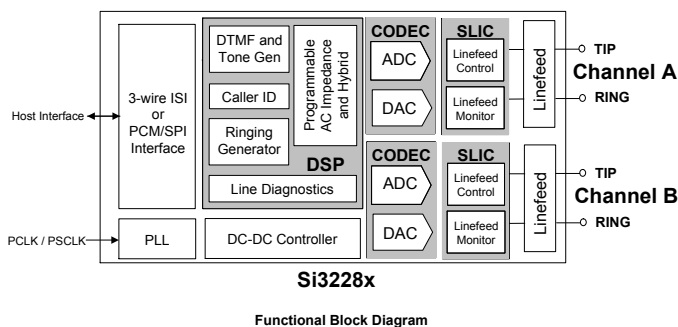 Host Interface
3-wire ISI
or
PCM/SPI
Interface
DTMF and
Tone Gen
Caller ID
Ringing
Generator
Programmable
AC Impedance
and Hybrid
DSP
Line Diagnostics
CODEC
ADC
DAC
SLIC
Linefeed
Control
Linefeed
Monitor
Linefeed
TIP
Channel A
RING
CODEC
ADC
DAC
SLIC
Linefeed
Control
Linefeed
Monitor
Linefeed
TIP
Channel B
RING
PCLK / PSCLK
PLL
DC-DC Controller
Si3228x
Functional Block Diagram